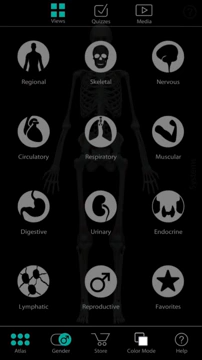 Views Quizzes Media
Regional Skeletal Nervous
Circulatory Respiratory Muscular
Digestive Urinary Endocrine
Lymphatic Reproductive Favorites
Atlas Gender Store Color Mode Help